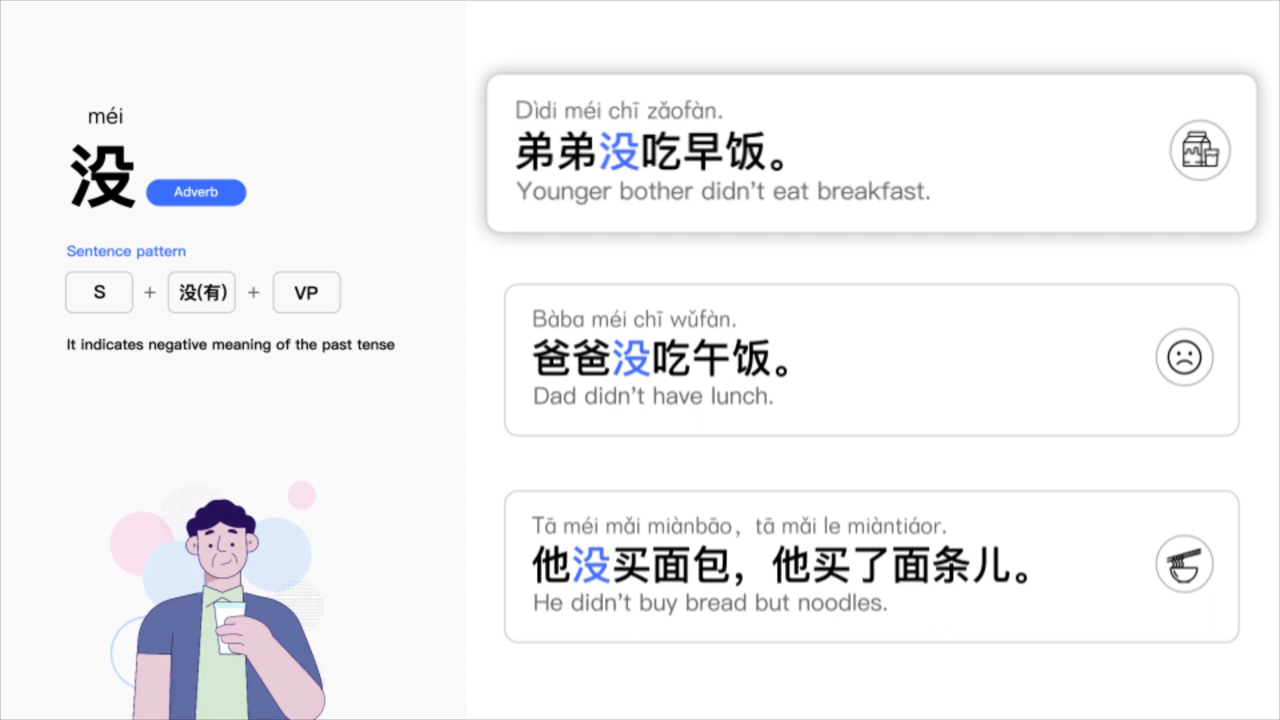 méi
没
Adverb
Sentence pattern
S + 没(有) + VP
It indicates negative meaning of the past tense
Dìdi méi chī zǎofàn.
弟弟没吃早饭。
Younger bother didn't eat breakfast.
Bàba méi chī wǔfàn.
爸爸没吃午饭。
Dad didn't have lunch.
Tā méi mǎi miànbāo, tā mǎi le miàntiáor.
他没买面包，他买了面条儿。
He didn't buy bread but noodles.